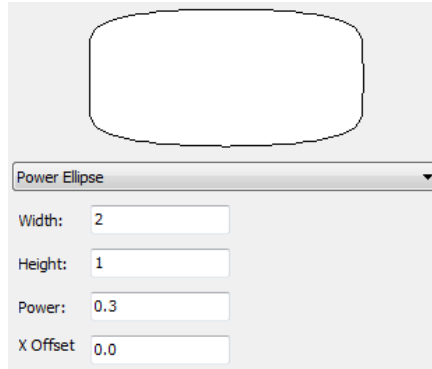 Power Ellipse
Width: 2
Height: 1
Power: 0.3
X Offset 0.0